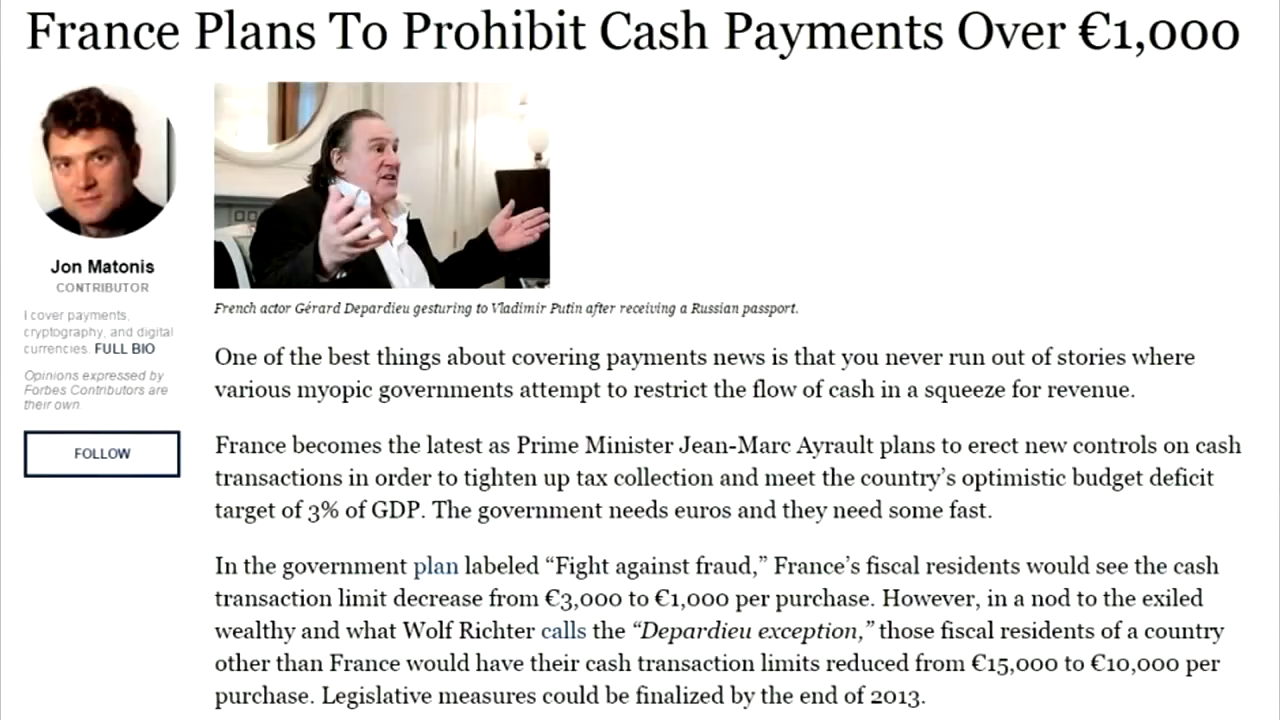 France Plans To Prohibit Cash Payments Over €1,000
Jon Matonis
CONTRIBUTOR
I cover payments,
cryptography, and digital
currencies. FULL BIO
Opinions expressed by
Forbes Contributors are
their own.
FOLLOW
French actor Gérard Depardieu gesturing to Vladimir Putin after receiving a Russian passport.
One of the best things about covering payments news is that you never run out of stories where
various myopic governments attempt to restrict the flow of cash in a squeeze for revenue.
France becomes the latest as Prime Minister Jean-Marc Ayrault plans to erect new controls on cash
transactions in order to tighten up tax collection and meet the country’s optimistic budget deficit
target of 3% of GDP. The government needs euros and they need some fast.
In the government plan labeled “Fight against fraud,” France’s fiscal residents would see the cash
transaction limit decrease from €3,000 to €1,000 per purchase. However, in a nod to the exiled
wealthy and what Wolf Richter calls the “Depardieu exception,” those fiscal residents of a country
other than France would have their cash transaction limits reduced from €15,000 to €10,000 per
purchase. Legislative measures could be finalized by the end of 2013.